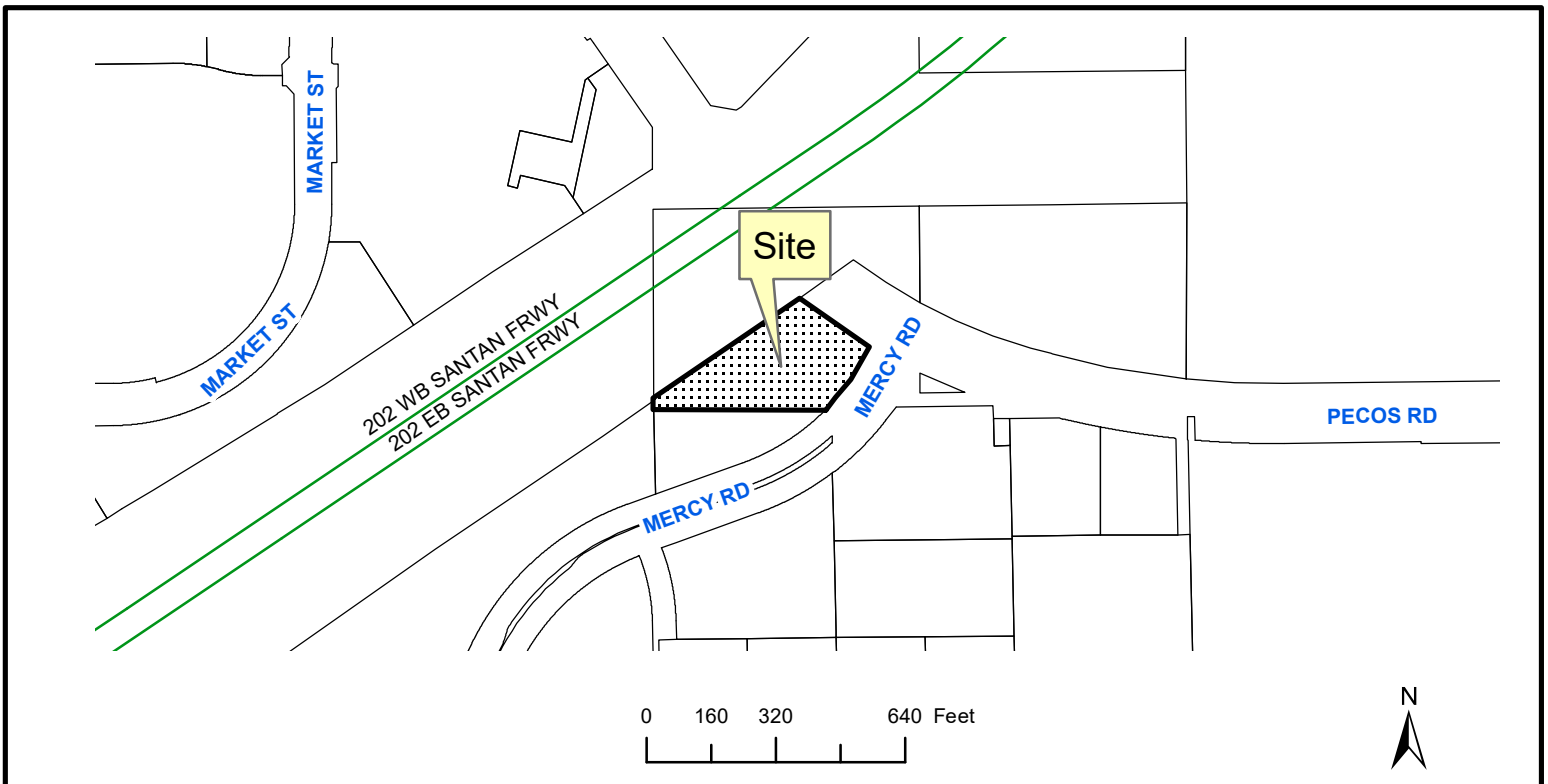 MARKET ST
Site
MARKET ST
202 WB SANTAN FRWY
202 EB SANTAN FRWY
MERCY RD
PECOS RD
MERCY RD
N
0 160 320 640 Feet